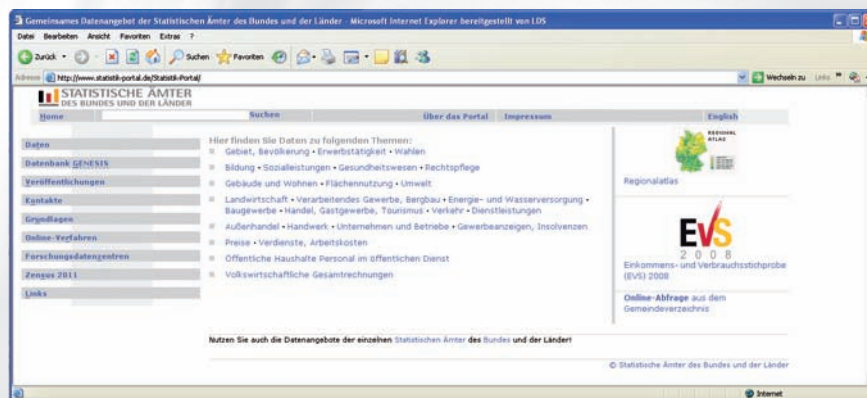 Gemeinsames Datenangebot der Statistischen Ämter des Bundes und der Länder - Microsoft Internet Explorer bereitgestellt von LDS
Datei Bearbeiten Ansicht Favoriten Extras ?
Zurück Suchen Favoriten
Adresse http://www.statistik-portal.de/Statistik-Portal/ Wechseln zu Links »
STATISTISCHE ÄMTER
DES BUNDES UND DER LÄNDER
Home Suchen Über das Portal Impressum English
Daten
Datenbank GENESIS
Veröffentlichungen
Kontakte
Grundlagen
Online-Verfahren
Forschungsdatenzentren
Zensus 2011
Links
Hier finden Sie Daten zu folgenden Themen:
Gebiet, Bevölkerung • Erwerbstätigkeit • Wahlen
Bildung • Sozialleistungen • Gesundheitswesen • Rechtspflege
Gebäude und Wohnen • Flächennutzung • Umwelt
Landwirtschaft • Verarbeitendes Gewerbe, Bergbau • Energie- und Wasserversorgung •
Baugewerbe • Handel, Gastgewerbe, Tourismus • Verkehr • Dienstleistungen
Außenhandel • Handwerk • Unternehmen und Betriebe • Gewerbeanzeigen, Insolvenzen
Preise • Verdienste, Arbeitskosten
Öffentliche Haushalte Personal im öffentlichen Dienst
Volkswirtschaftliche Gesamtrechnungen
REGIONAL
ATLAS
Regionalatlas
EVS
2008
Einkommens- und Verbrauchsstichprobe
(EVS) 2008
Online-Abfrage aus dem
Gemeindeverzeichnis
Nutzen Sie auch die Datenangebote der einzelnen Statistischen Ämter des Bundes und der Länder!
© Statistische Ämter des Bundes und der Länder
Internet